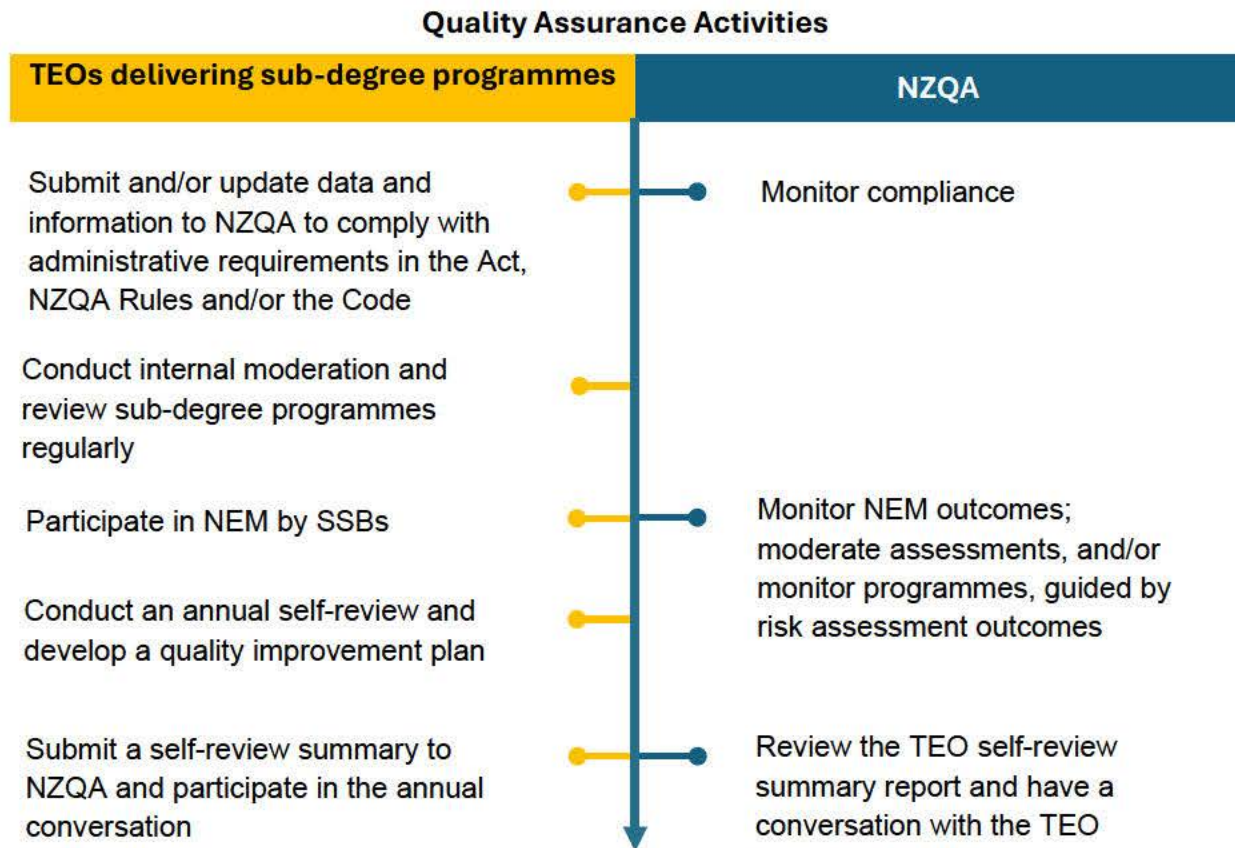 Quality Assurance Activities
TEOs delivering sub-degree programmes
NZQA
Submit and/or update data and
information to NZQA to comply with
administrative requirements in the Act,
NZQA Rules and/or the Code
Monitor compliance
Conduct internal moderation and
review sub-degree programmes
regularly
Participate in NEM by SSBs
Monitor NEM outcomes;
moderate assessments, and/or
monitor programmes, guided by
risk assessment outcomes
Conduct an annual self-review and
develop a quality improvement plan
Submit a self-review summary to
NZQA and participate in the annual
conversation
Review the TEO self-review
summary report and have a
conversation with the TEO